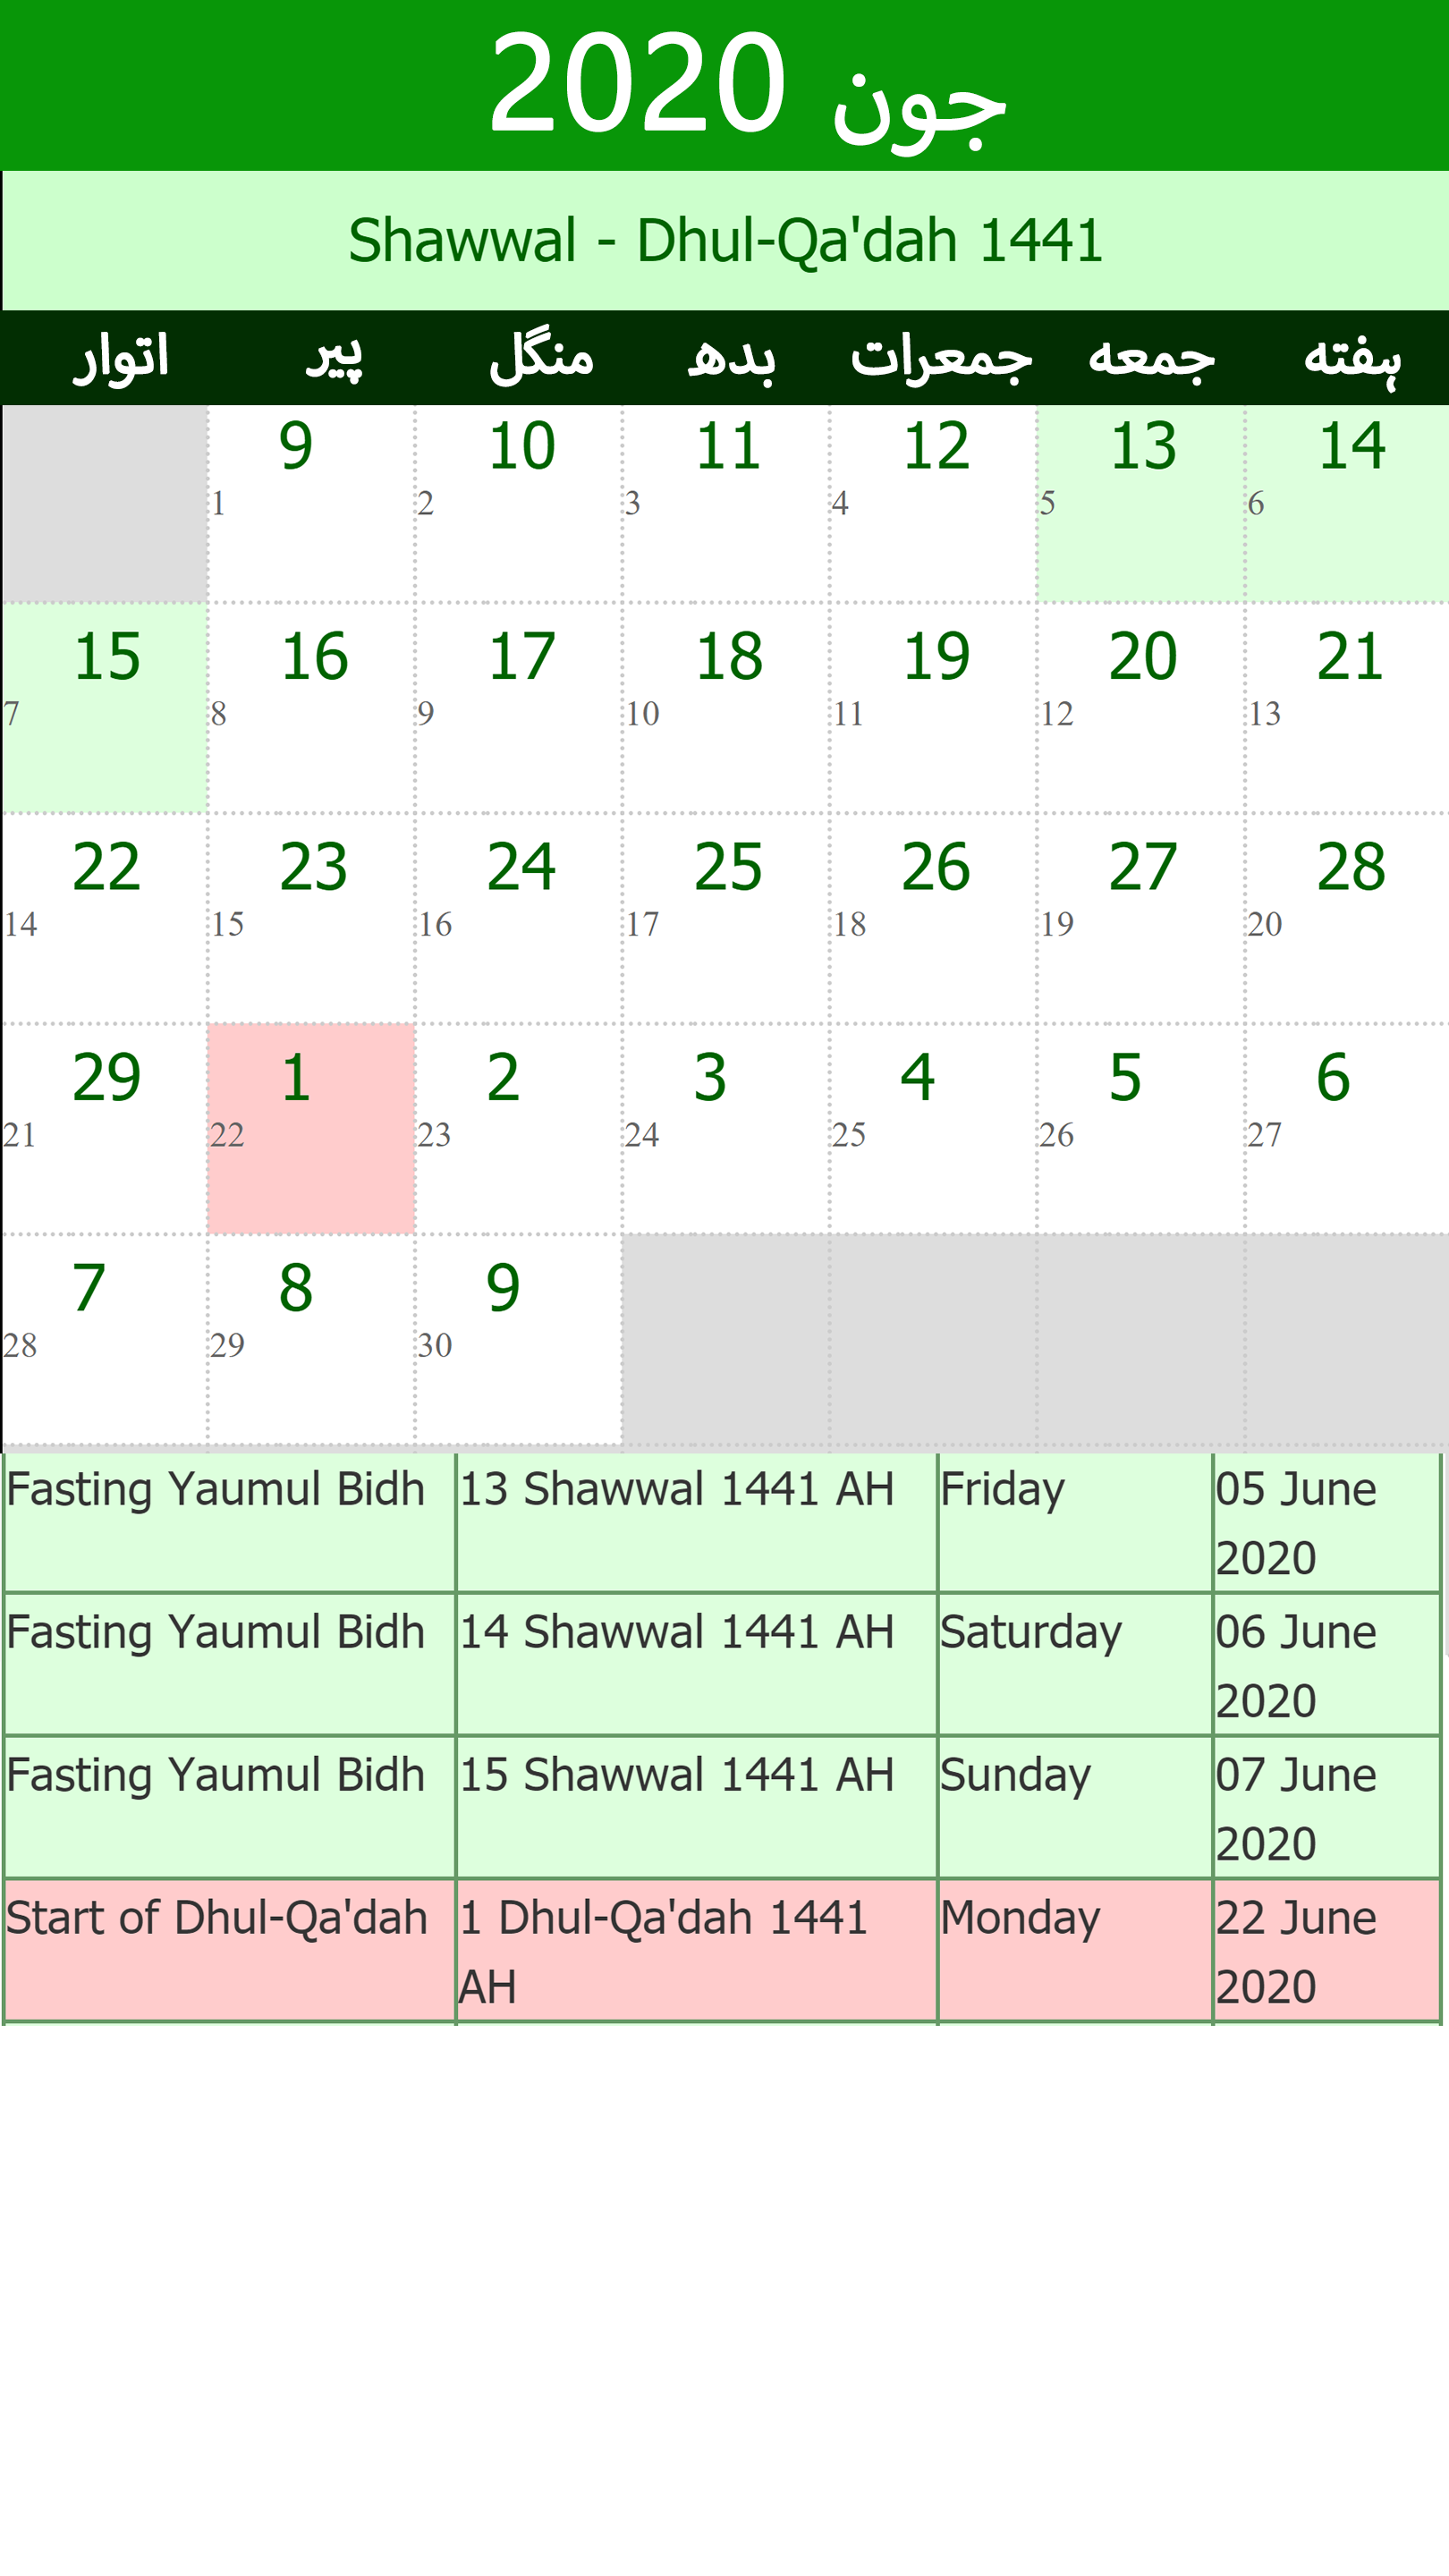 جون 2020
Shawwal - Dhul-Qa'dah 1441
اتوار پیر منگل بدھ جمعرات جمعہ ہفتہ
9 10 11 12 13 14
1 2 3 4 5 6
15 16 17 18 19 20 21
7 8 9 10 11 12 13
22 23 24 25 26 27 28
14 15 16 17 18 19 20
29 1 2 3 4 5 6
21 22 23 24 25 26 27
7 8 9
28 29 30
Fasting Yaumul Bidh 13 Shawwal 1441 AH Friday 05 June
2020
Fasting Yaumul Bidh 14 Shawwal 1441 AH Saturday 06 June
2020
Fasting Yaumul Bidh 15 Shawwal 1441 AH Sunday 07 June
2020
Start of Dhul-Qa'dah 1 Dhul-Qa'dah 1441 Monday 22 June
AH 2020